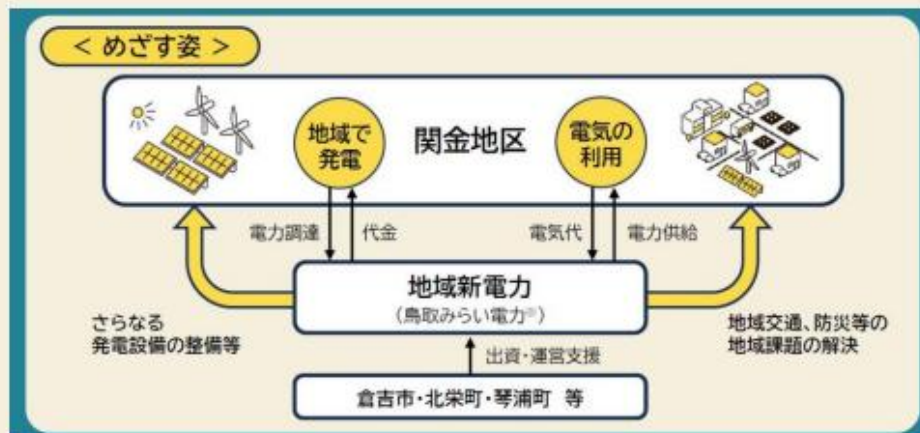 ＜ めざす姿 ＞
地域で
発電
関金地区
電気の
利用
電力調達
代金
電気代
電力供給
地域新電力
（鳥取みらい電力※）
さらなる
発電設備の整備等
地域交通、防災等の
地域課題の解決
出資・運営支援
倉吉市・北栄町・琴浦町 等